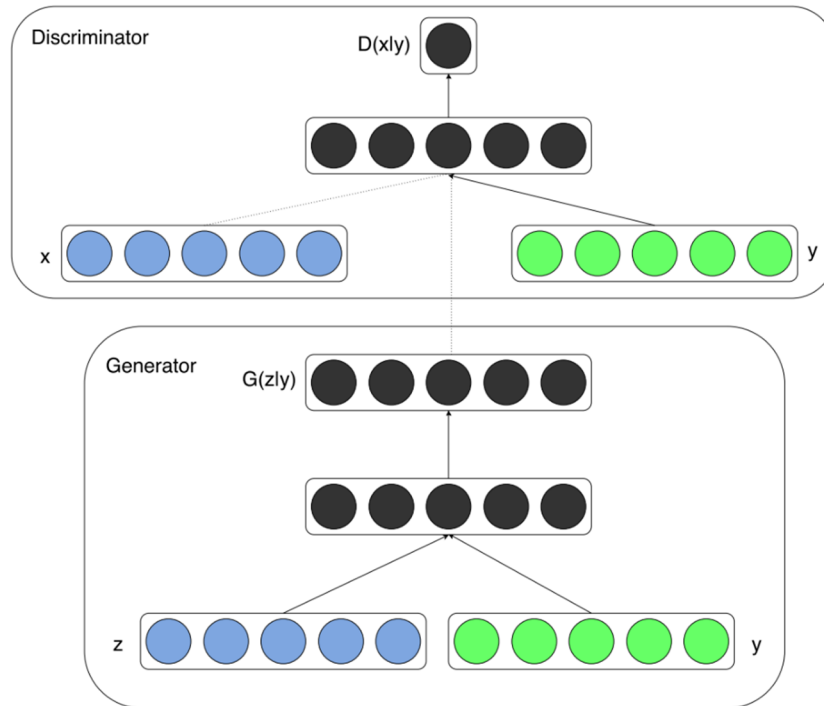 Discriminator
D(x|y)
x
y
Generator
G(z|y)
z
y